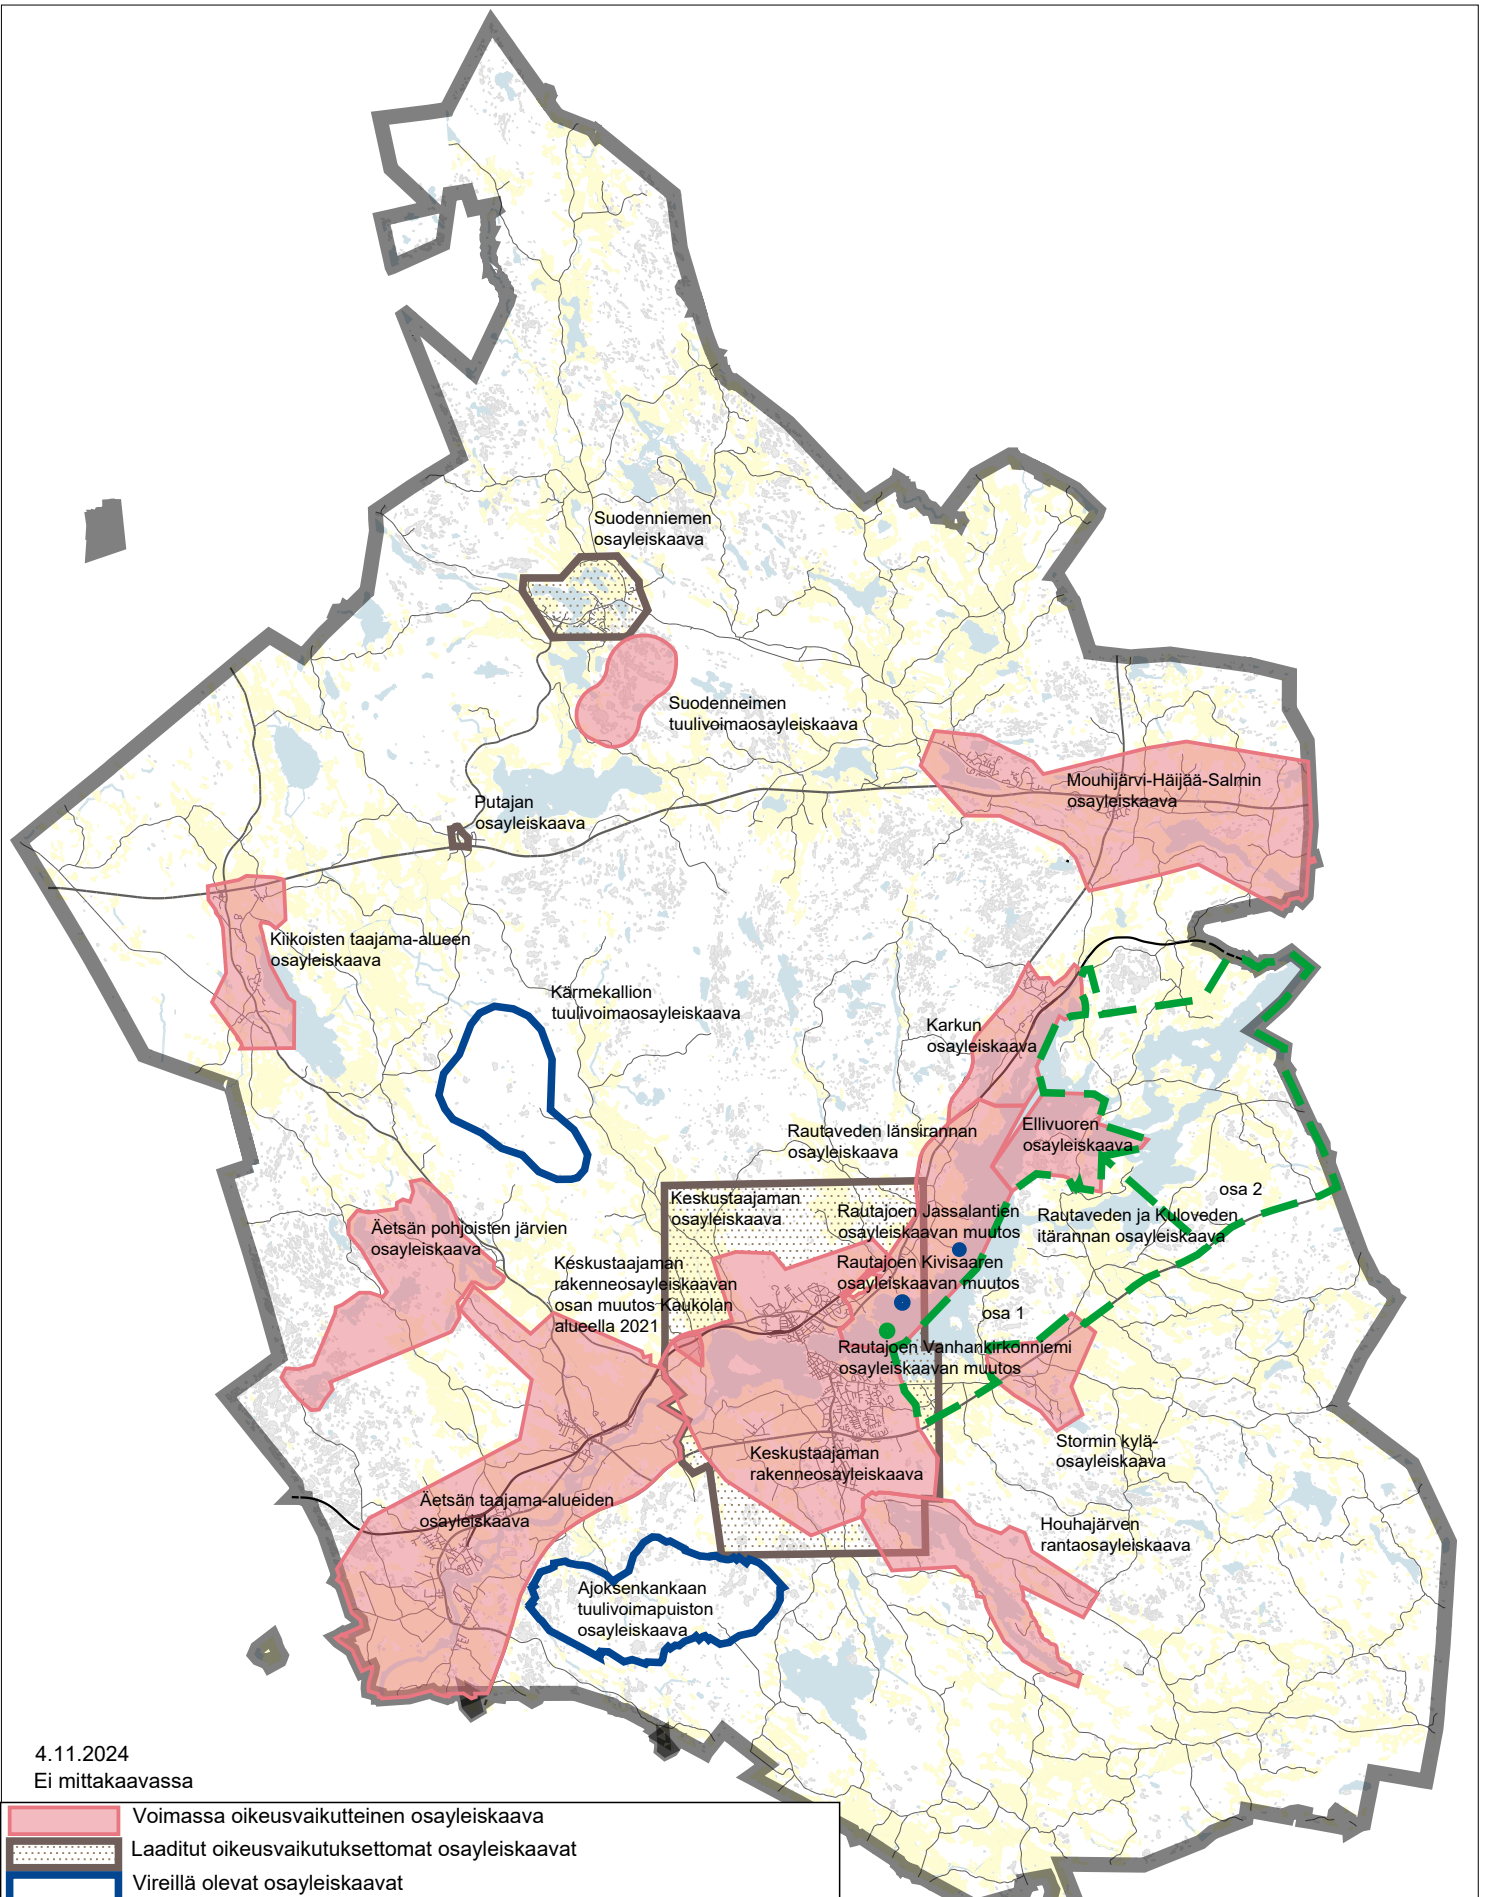 Suodenniemen
osayleiskaava
Suodenneimen
tuulivoimaosayleiskaava
Mouhijärvi-Häijää-Salmin
osayleiskaava
Putajan
osayleiskaava
Kiikoisten taajama-alueen
osayleiskaava
Kärmekallion
tuulivoimaosayleiskaava
Karkun
osayleiskaava
Rautaveden länsirannan
osayleiskaava
Ellivuoren
osayleiskaava
Keskustaajaman
osayleiskaava
osa 2
Rautajoen Jassalantien
osayleiskaavan muutos
Rautaveden ja Kuloveden
itärannan osayleiskaava
Äetsän pohjoisten järvien
osayleiskaava
Keskustaajaman
rakenneosayleiskaavan
osan muutos Kaukolan
alueella 2021
Rautajoen Kivisaaren
osayleiskaavan muutos
osa 1
Rautajoen Vanhankirkonniemi
osayleiskaavan muutos
Keskustaajaman
rakenneosayleiskaava
Stormin kylä-
osayleiskaava
Äetsän taajama-alueiden
osayleiskaava
Houhajärven
rantaosayleiskaava
Ajoksenkankaan
tuulivoimapuiston
osayleiskaava
4.11.2024
Ei mittakaavassa
Voimassa oikeusvaikutteinen osayleiskaava
Laaditut oikeusvaikutuksettomat osayleiskaavat
Vireillä olevat osayleiskaavat